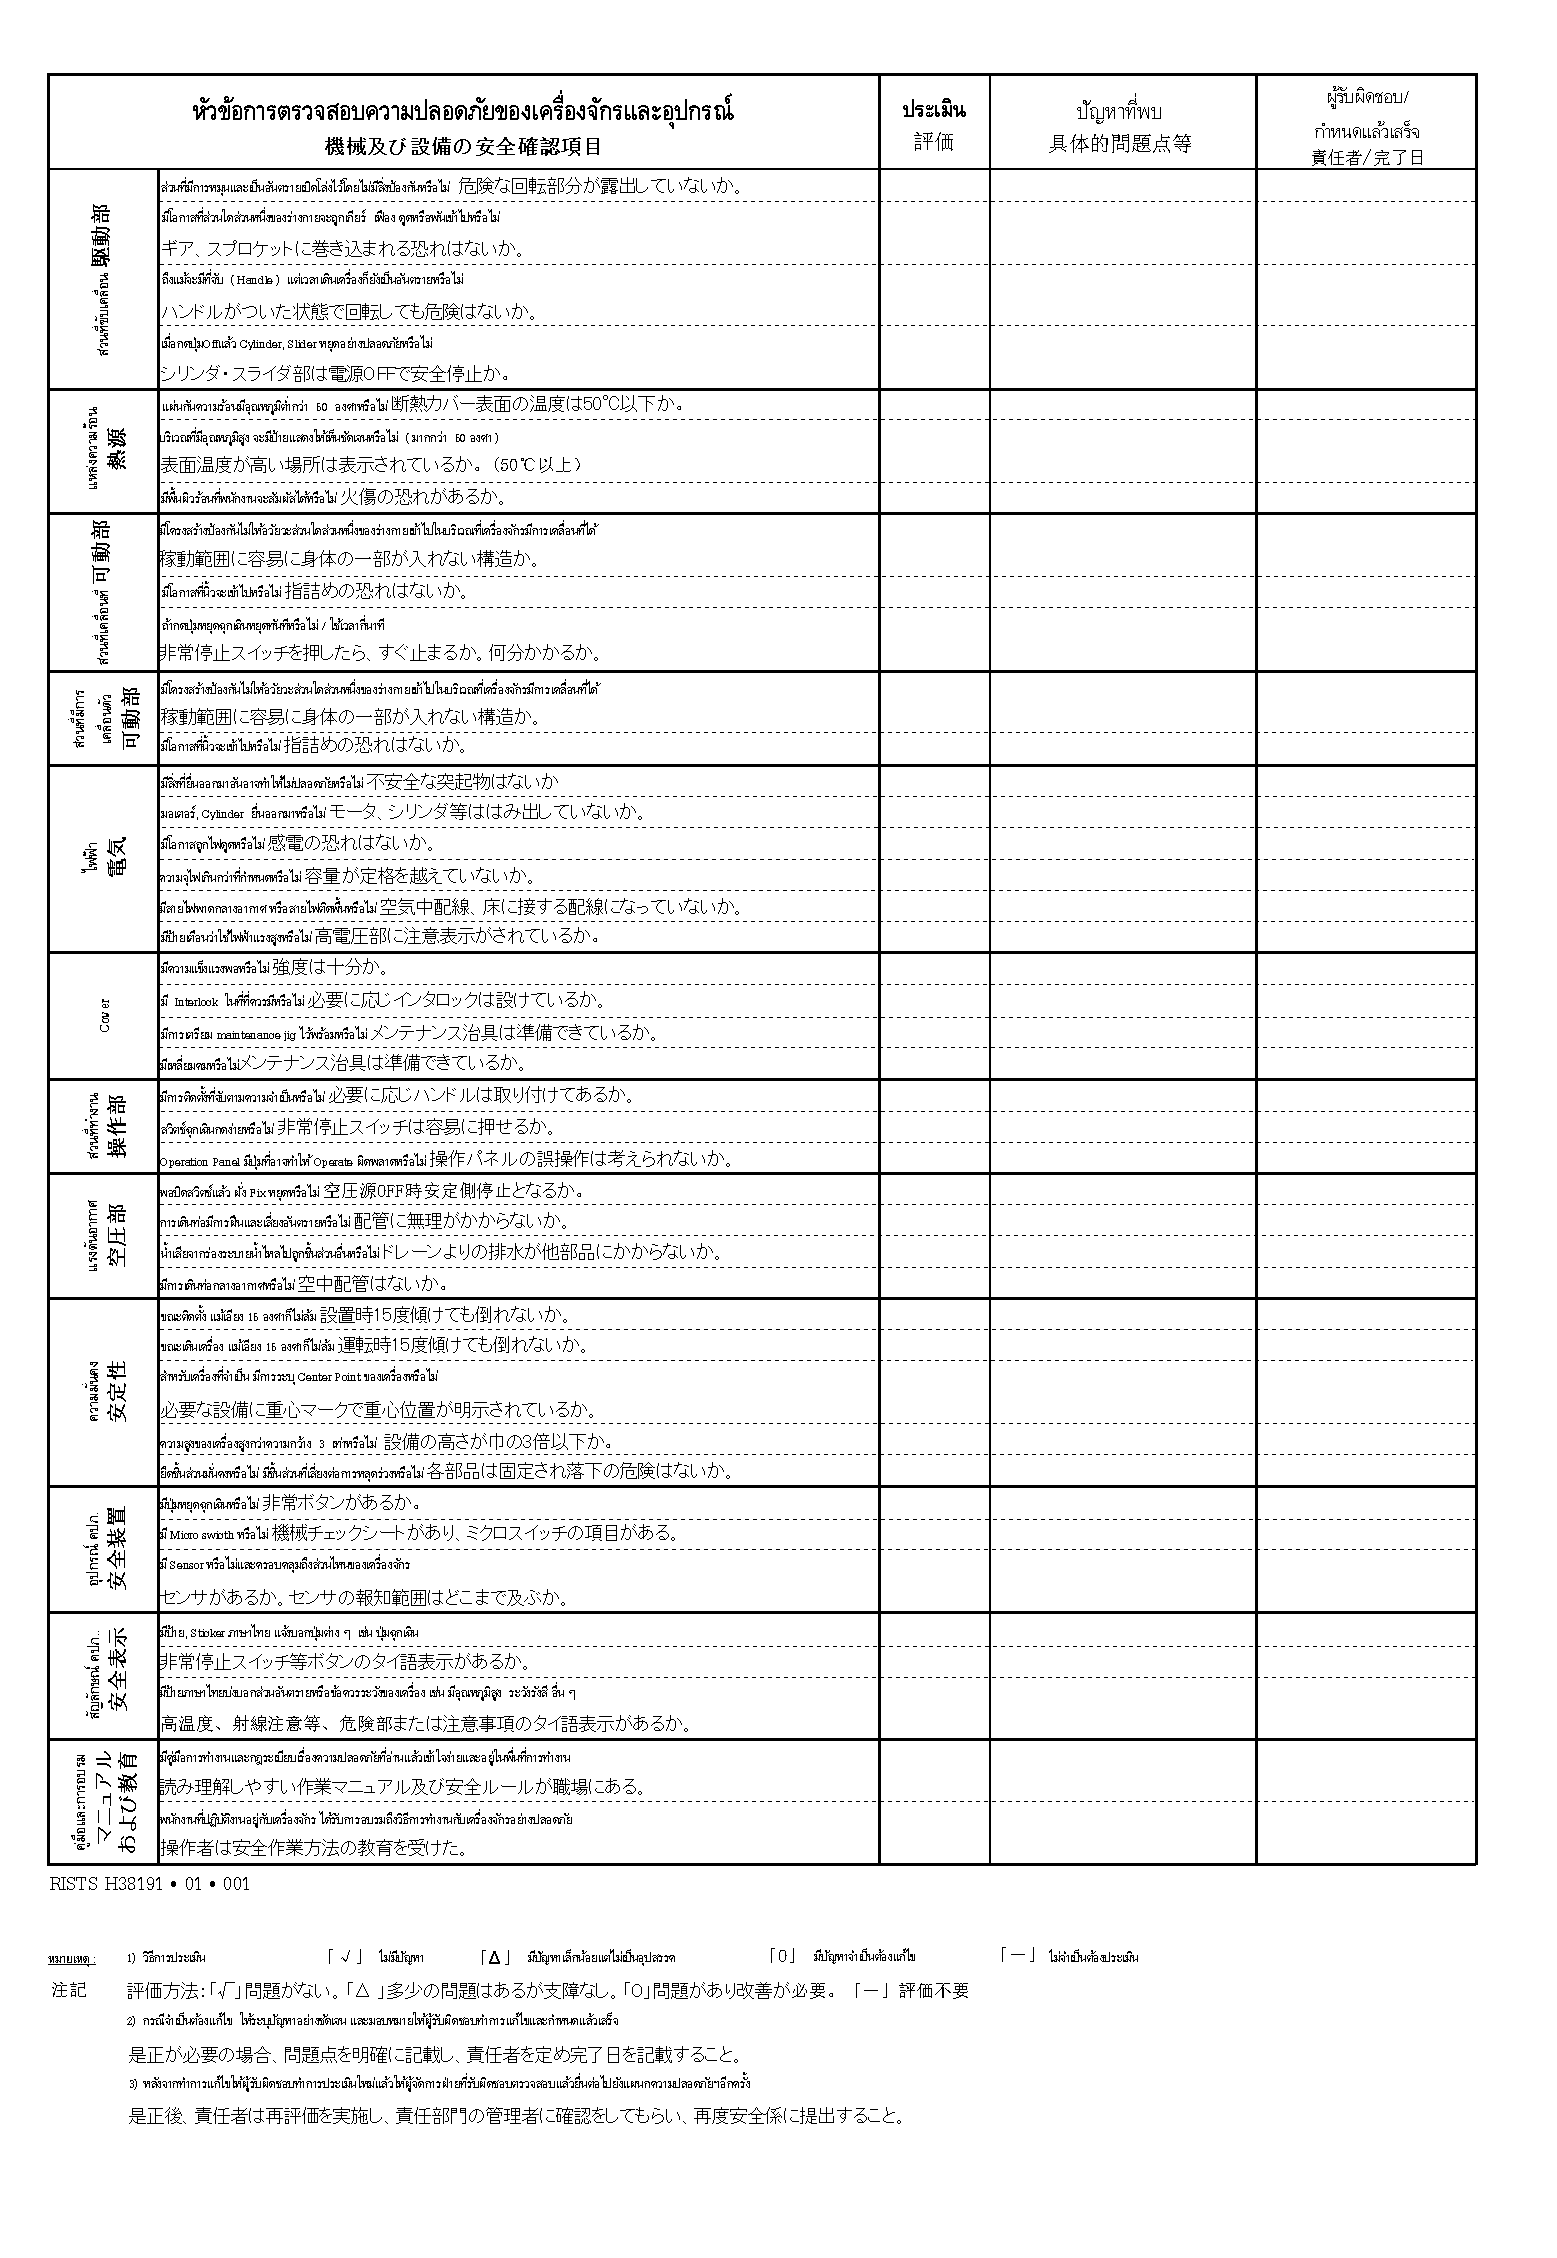 หัวข้อการตรวจสอบความปลอดภัยของเครื่องจักรและอุปกรณ์
機械及び設備の安全確認項目
ประเมิน
評価
ปัญหาที่พบ
具体的問題点等
ผู้รับผิดชอบ/
กำหนดแล้วเสร็จ
責任者/完了日
ส่วนที่ขับเคลื่อน 駆動部
ส่วนที่มีการหมุนและเป็นอันตรายเปิดโล่งไว้โดยไม่มีสิ่งป้องกันหรือไม่ 危険な回転部分が露出していないか。
มีโอกาสที่ส่วนใดส่วนหนึ่งของร่างกายจะถูกเกียร์ เฟือง ดูดหรือพันเข้าไปหรือไม่
ギア、スプロケットに巻き込まれる恐れはないか。
ถึงแม้จะมีที่จับ ( Handle ) แต่เวลาเดินเครื่องก็ยังเป็นอันตรายหรือไม่
ハンドルがついた状態で回転しても危険はないか。
เมื่อกดปุ่มOffแล้ว Cylinder, Slider หยุดอย่างปลอดภัยหรือไม่
シリンダ・スライダ部は電源OFFで安全停止か。
แหล่งความร้อน
熱源
แผ่นกันความร้อนมีอุณหภูมิต่ำกว่า 50 องศาหรือไม่ 断熱カバー表面の温度は50℃以下か。
บริเวณที่มีอุณหภูมิสูง จะมีป้ายแสดงให้เห็นชัดเจนหรือไม่ ( มากกว่า 50 องศา )
表面温度が高い場所は表示されているか。（50℃以上）
มีพื้นผิวร้อนที่พนักงานจะสัมผัสได้หรือไม่ 火傷の恐れがあるか。
ส่วนที่เคลื่อนที่ 可動部
มีโครงสร้างป้องกันไม่ให้อวัยวะส่วนใดส่วนหนึ่งของร่างกายเข้าไปในบริเวณที่เครื่องจักรมีการเคลื่อนที่ได้
稼動範囲に容易に身体の一部が入れない構造か。
มีโอกาสที่นิ้วจะเข้าไปหรือไม่ 指詰めの恐れはないか。
ถ้ากดปุ่มหยุดฉุกเฉินหยุดทันทีหรือไม่ / ใช้เวลากี่นาที
非常停止スイッチを押したら、すぐ止まるか。何分かかるか。
ส่วนที่มีการ
เคลื่อนตัว
可動部
มีโครงสร้างป้องกันไม่ให้อวัยวะส่วนใดส่วนหนึ่งของร่างกายเข้าไปในบริเวณที่เครื่องจักรมีการเคลื่อนที่ได้
稼動範囲に容易に身体の一部が入れない構造か。
มีโอกาสที่นิ้วจะเข้าไปหรือไม่ 指詰めの恐れはないか。
ไฟฟ้า
電気
มีสิ่งที่ยื่นออกมาอันอาจทำให้ไม่ปลอดภัยหรือไม่ 不安全な突起物はないか
มอเตอร์, Cylinder ยื่นออกมาหรือไม่ モータ、シリンダ等ははみ出していないか。
มีโอกาสถูกไฟดูดหรือไม่ 感電の恐れはないか。
ความจุไฟเกินกว่าที่กำหนดหรือไม่ 容量が定格を越えていないか。
มีสายไฟพาดกลางอากาศ หรือสายไฟติดพื้นหรือไม่ 空気中配線、床に接する配線になっていないか。
มีป้ายเตือนว่าใช้ไฟฟ้าแรงสูงหรือไม่ 高電圧部に注意表示がされているか。
Cover
มีความแข็งแรงพอหรือไม่ 強度は十分か。
มี Interlock ในที่ที่ควรมีหรือไม่ 必要に応じインタロックは設けているか。
มีการเตรียม maintenance jig ไว้พร้อมหรือไม่ メンテナンス治具は準備できているか。
มีเหลี่ยมคมหรือไม่メンテナンス治具は準備できているか。
ส่วนที่ทำงาน
操作部
มีการติดตั้งที่จับตามความจำเป็นหรือไม่ 必要に応じハンドルは取り付けてあるか。
สวิตช์ฉุกเฉินกดง่ายหรือไม่ 非常停止スイッチは容易に押せるか。
Operation Panel มีปุ่มที่อาจทำให้ Operate ผิดพลาดหรือไม่ 操作パネルの誤操作は考えられないか。
แรงดันอากาศ
空圧部
พอปิดสวิตช์แล้ว ฝั่ง Fix หยุดหรือไม่ 空圧源OFF時安定側停止となるか。
การเดินท่อมีการฝืนและเสี่ยงอันตรายหรือไม่ 配管に無理がかからないか。
น้ำเสียจากร่องระบายน้ำไหลไปถูกชิ้นส่วนอื่นหรือไม่ ドレーンよりの排水が他部品にかからないか。
มีการเดินท่อกลางอากาศหรือไม่ 空中配管はないか。
ความมั่นคง
安定性
ขณะติดตั้ง แม้เอียง 15 องศาก็ไม่ล้ม 設置時15度傾けても倒れないか。
ขณะเดินเครื่อง แม้เอียง 15 องศาก็ไม่ล้ม 運転時15度傾けても倒れないか。
สำหรับเครื่องที่จำเป็น มีการระบุ Center Point ของเครื่องหรือไม่
必要な設備に重心マークで重心位置が明示されているか。
ความสูงของเครื่องสูงกว่าความกว้าง 3 เท่าหรือไม่ 設備の高さが巾の3倍以下か。
ยึดชิ้นส่วนมั่นคงหรือไม่ มีชิ้นส่วนที่เสี่ยงต่อการหลุดร่วงหรือไม่ 各部品は固定され落下の危険はないか。
อุปกรณ์ คปภ.
安全装置
มีปุ่มหยุดฉุกเฉินหรือไม่ 非常ボタンがあるか。
มี Micro swicth หรือไม่ 機械チェックシートがあり、ミクロスイッチの項目がある。
มี Sensor หรือไม่และครอบคลุมถึงส่วนไหนของเครื่องจักร
センサがあるか。センサの報知範囲はどこまで及ぶか。
สัญลักษณ์ คปภ..
安全表示
มีป้าย, Sticker ภาษาไทย แจ้งบอกปุ่มต่าง ๆ เช่น ปุ่มฉุกเฉิน
非常停止スイッチ等ボタンのタイ語表示があるか。
มีป้ายภาษาไทยบ่งบอกส่วนอันตรายหรือข้อควรระวังของเครื่อง เช่น มีอุณหภูมิสูง ระวังรังสี อื่น ๆ
高温度、射線注意等、危険部または注意事項のタイ語表示があるか。
คู่มือและการอบรม
マニュアル
および教育
มีคู่มือการทำงานและกฎระเบียบเรื่องความปลอดภัยที่อ่านแล้วเข้าใจง่ายและอยู่ในพื้นที่การทำงาน
読み理解しやすい作業マニュアル及び安全ルールが職場にある。
พนักงานที่ปฏิบัติงานอยู่กับเครื่องจักร ได้รับการอบรมถึงวิธีการทำงานกับเครื่องจักรอย่างปลอดภัย
操作者は安全作業方法の教育を受けた。
RISTS H38191 • 01 • 001
หมายเหตุ : 1) วิธีการประเมิน 「√」 ไม่มีปัญหา 「Δ」 มีปัญหาเล็กน้อยแต่ไม่เป็นอุปสรรค 「O」 มีปัญหาจำเป็นต้องแก้ไข 「－」 ไม่จำเป็นต้องประเมิน
注記 評価方法：「√」問題がない。「△ 」多少の問題はあるが支障なし。「O」問題があり改善が必要。 「－」評価不要
2) กรณีจำเป็นต้องแก้ไข ให้ระบุปัญหาอย่างชัดเจน และมอบหมายให้ผู้รับผิดชอบทำการแก้ไขและกำหนดแล้วเสร็จ
是正が必要の場合、問題点を明確に記載し、責任者を定め完了日を記載すること。
3) หลังจากทำการแก้ไขให้ผู้รับผิดชอบทำการประเมินใหม่แล้วให้ผู้จัดการฝ่ายที่รับผิดชอบตรวจสอบแล้วยื่นต่อไปยังแผนกความปลอดภัยฯอีกครั้ง
是正後、責任者は再評価を実施し、責任部門の管理者に確認をしてもらい、再度安全係に提出すること。